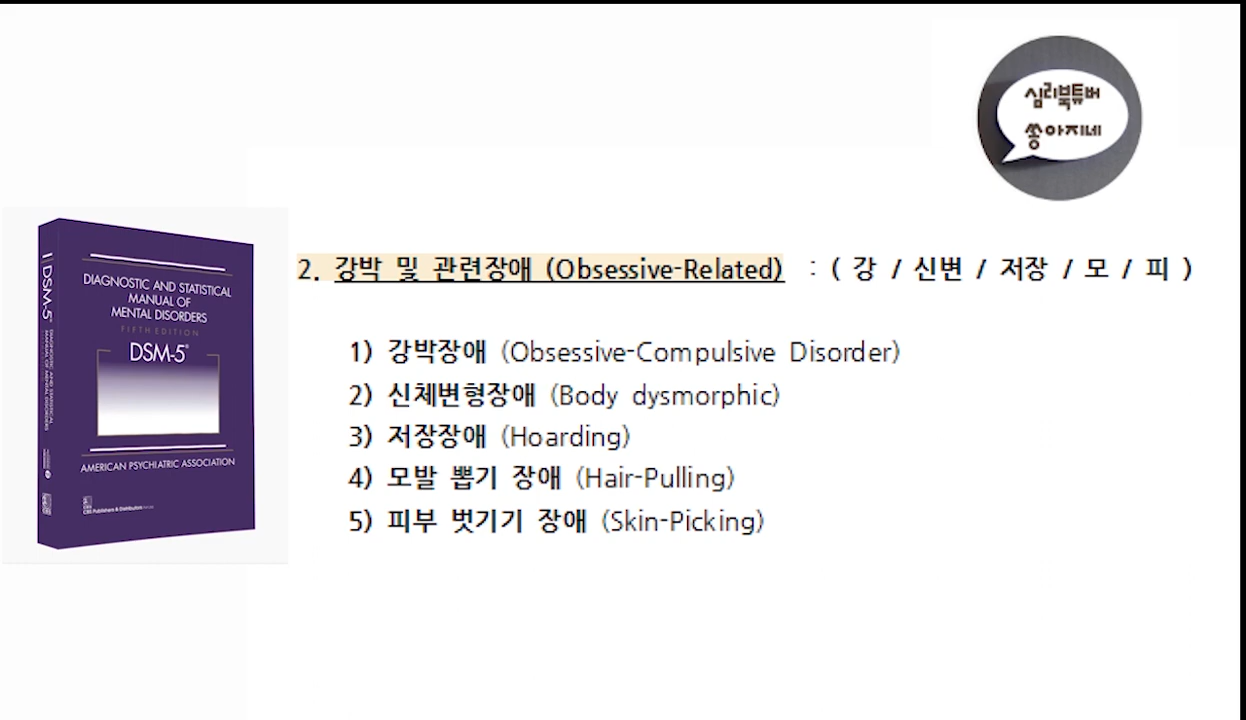 심리북튜버
쏭아지네
2. 강박 및 관련장애 (Obsessive-Related) : ( 강 / 신변 / 저장 / 모 / 피 )
1) 강박장애 (Obsessive-Compulsive Disorder)
2) 신체변형장애 (Body dysmorphic)
3) 저장장애 (Hoarding)
4) 모발 뽑기 장애 (Hair-Pulling)
5) 피부 벗기기 장애 (Skin-Picking)
DSM-5
DIAGNOSTIC AND STATISTICAL
MANUAL OF
MENTAL DISORDERS
FIFTH EDITION
DSM-5®
AMERICAN PSYCHIATRIC ASSOCIATION
CBS Publishers & Distributors